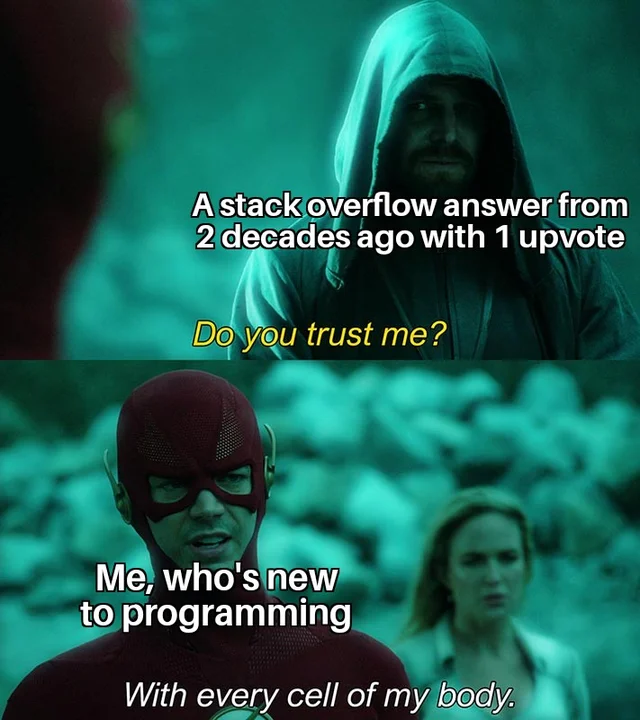 A stack overflow answer from
2 decades ago with 1 upvote
Do you trust me?
Me, who's new
to programming
With every cell of my body.